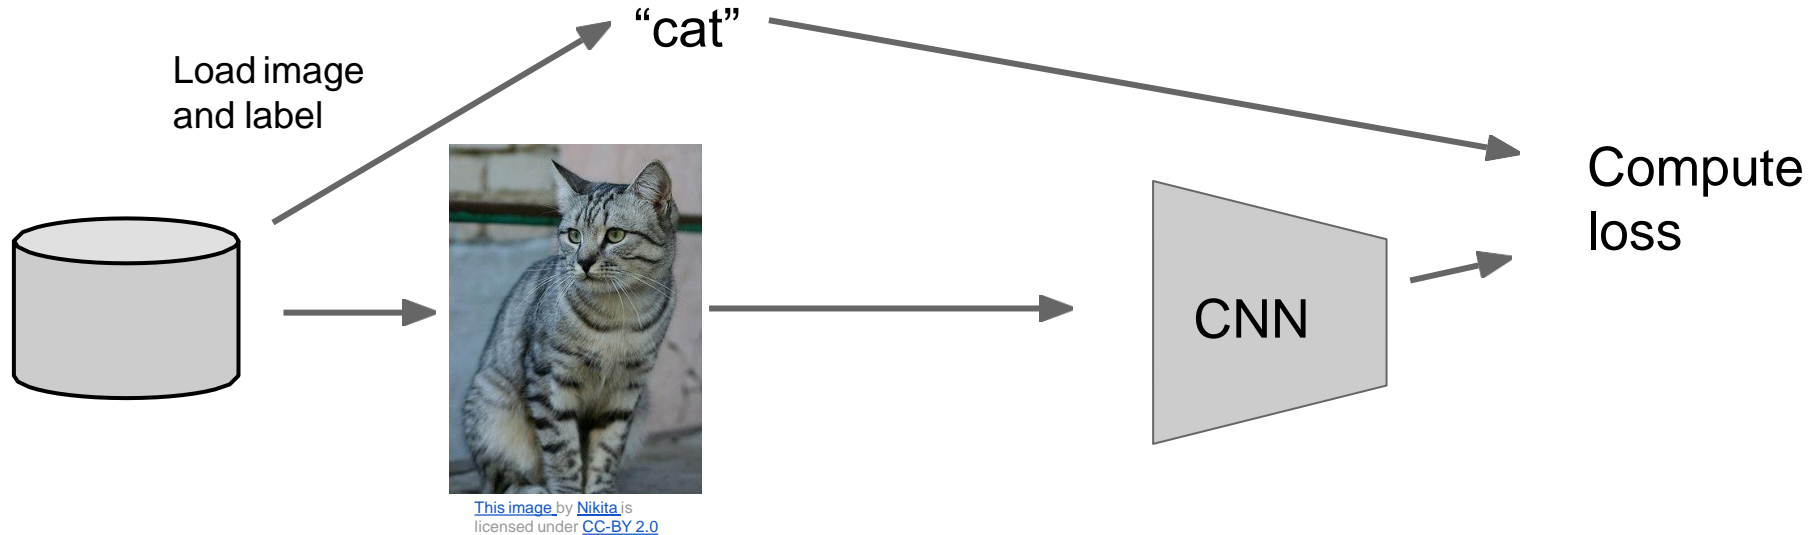 “cat”
Load image
and label
Compute
loss
CNN
This image by Nikita is
licensed under CC-BY 2.0